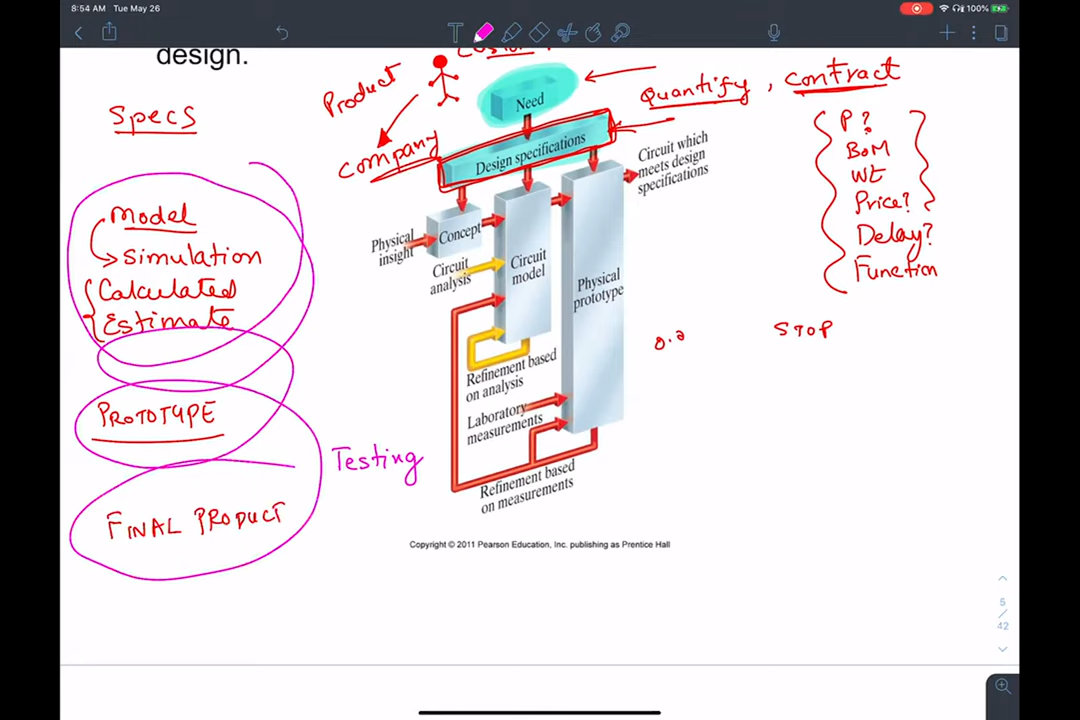 8:54 AM Tue May 26
100%
design.
Product
Company
Need
Quantify, contract
Design specifications
Specs
Model
Simulation
Calculated
Estimate
PROTOTYPE
FINAL PRODUCT
Testing
P?
BOM
Wt
Price?
Delay?
Function
STOP
Circuit which
meets design
specifications
Physical
insight
Concept
Circuit
analysis
Circuit
model
Physical
prototype
Refinement based
on analysis
Laboratory
measurements
Refinement based
on measurements
Copyright © 2011 Pearson Education, Inc. publishing as Prentice Hall
5
/
42